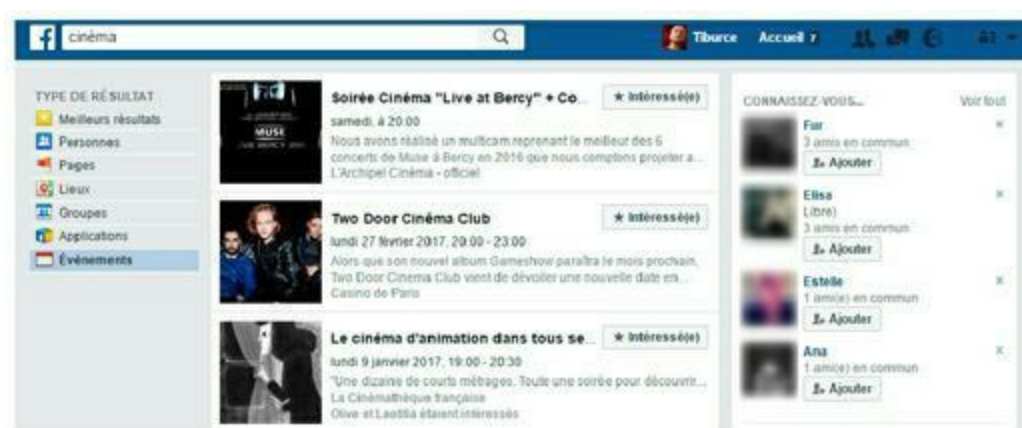 cinéma
Tiburce Accueil 7
TYPE DE RÉSULTAT
Meilleurs résultats
Personnes
Pages
Lieux
Groupes
Applications
Évènements
MUSE
Soirée Cinéma "Live at Bercy" + Co...
★ Intéressé(e)
samedi, à 20:00
Nous avons réalisé un multicam reprenant le meilleur des 6
concerts de Muse à Bercy en 2016 que nous comptons projeter a...
L'Archipel Cinéma - officiel
Two Door Cinéma Club
★ Intéressé(e)
lundi 27 février 2017, 20:00 - 23:00
Alors que son nouvel album Gameshow paraîtra le mois prochain,
Two Door Cinema Club vient de dévoiler une nouvelle date en...
Casino de Paris
Le cinéma d'animation dans tous se...
★ Intéressé(e)
lundi 9 janvier 2017, 19:00 - 20:30
"Une dizaine de courts métrages. Toute une soirée pour découvrir...
La Cinémathèque française
Olive et Laetitia étaient intéressés
CONNAISSEZ-VOUS... Voir tout
Fur
3 amis en commun
Ajouter
Elisa
Libre)
3 amis en commun
Ajouter
Estelle
1 ami(e) en commun
Ajouter
Ana
1 ami(e) en commun
Ajouter